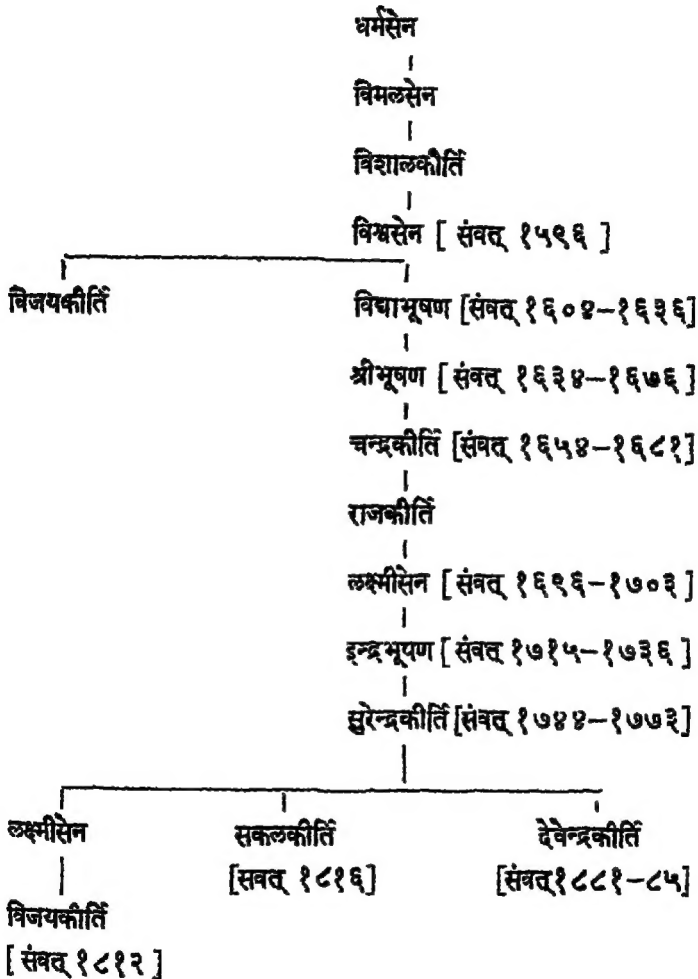 धर्मसेन
विमलसेन
विशालकीर्ति
विश्वसेन [ संवत् १५९६ ]
विजयकीर्ति विद्याभूषण [संवत् १६०४-१६३६]
श्रीभूषण [ संवत् १६३४-१६७६ ]
चन्द्रकीर्ति [संवत् १६५४-१६८१]
राजकीर्ति
लक्ष्मीसेन [ संवत् १६९६-१७०३ ]
इन्द्रभूषण [ संवत् १७१५-१७३६ ]
सुरेन्द्रकीर्ति [संवत् १७४४-१७७३]
लक्ष्मीसेन सकलकीर्ति देवेन्द्रकीर्ति
[सवत् १८१६] [संवत्१८८१-८५]
विजयकीर्ति
[ संवत् १८१२ ]